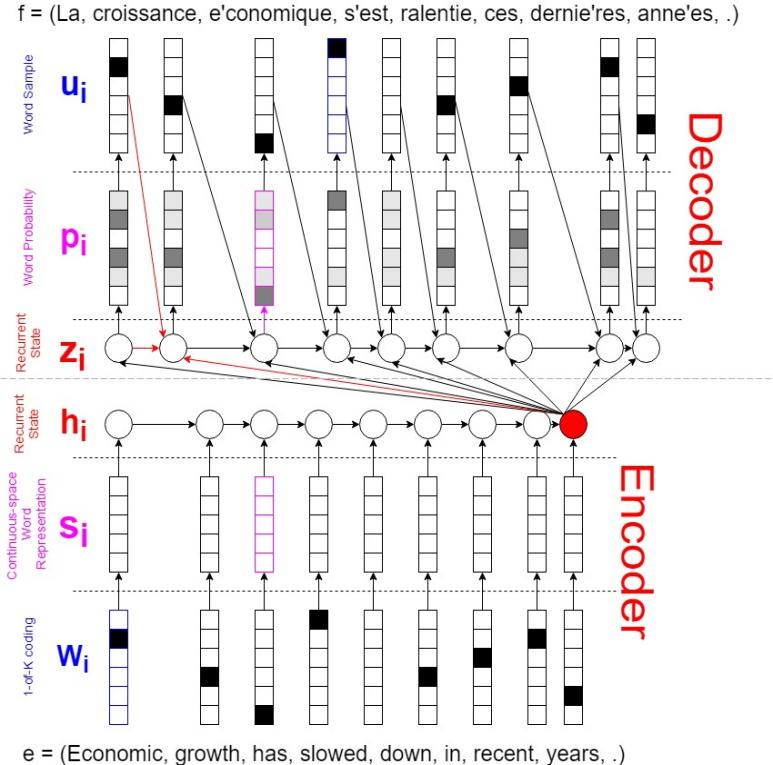 f = (La, croissance, e'conomique, s'est, ralentie, ces, dernie'res, anne'es, .)
Word Sample
ui
Decoder
Word Probability
pi
Recurrent
State
zi
Recurrent
State
hi
Encoder
Continuous-space
Word
Representation
si
1-of-K coding
wi
e = (Economic, growth, has, slowed, down, in, recent, years, .)